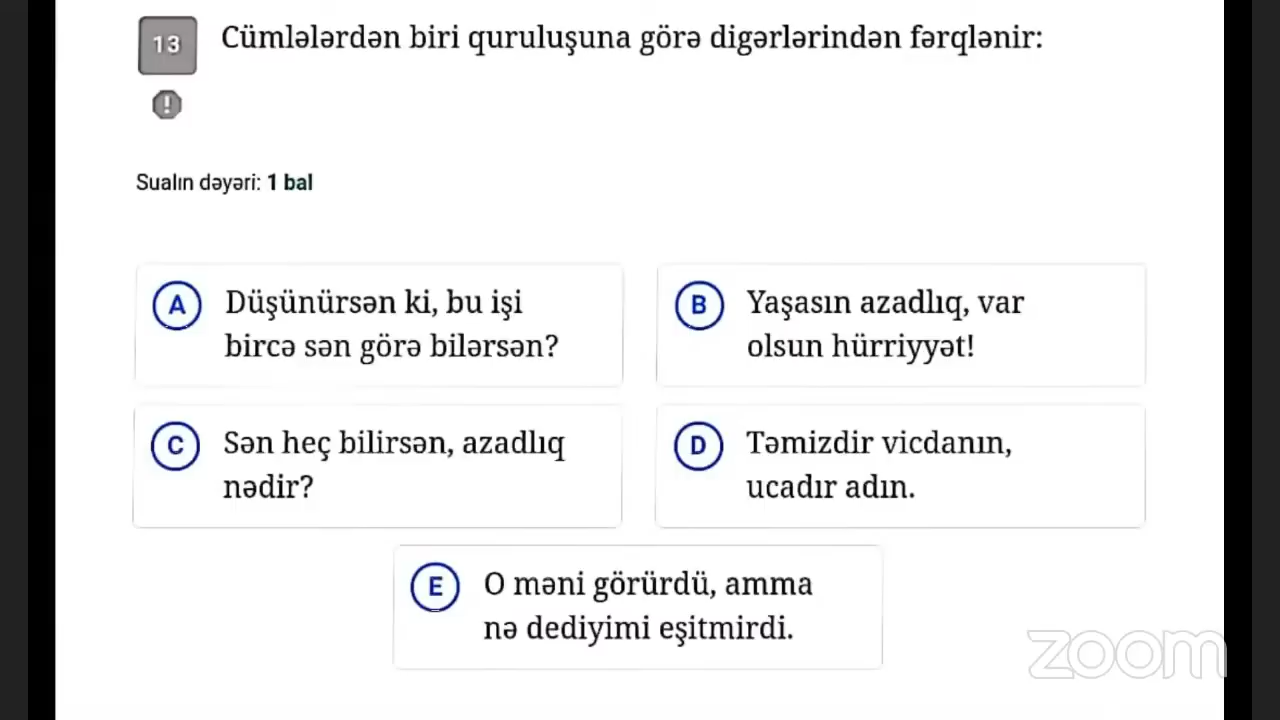 13
Cümlələrdən biri quruluşuna görə digərlərindən fərqlənir:
!
Sualın dəyəri: 1 bal
A
Düşünürsən ki, bu işi
bircə sən görə bilərsən?
B
Yaşasın azadlıq, var
olsun hürriyyət!
C
Sən heç bilirsən, azadlıq
nədir?
D
Təmizdir vicdanın,
ucadır adın.
E
O məni görürdü, amma
nə dediyimi eşitmirdi.
zoom